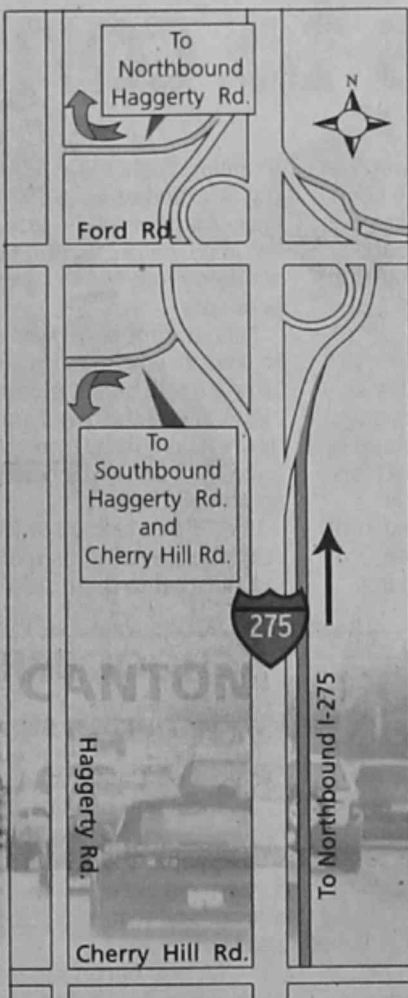 To
Northbound
Haggerty Rd.
N
Ford Rd.
To
Southbound
Haggerty Rd.
and
Cherry Hill Rd.
275
CANTON
Haggerty Rd.
To Northbound I-275
Cherry Hill Rd.